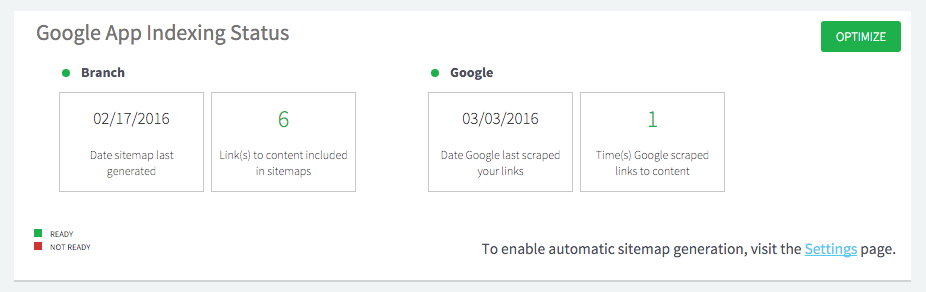 Google App Indexing Status
OPTIMIZE
Branch
Google
02/17/2016
Date sitemap last
generated
6
Link(s) to content included
in sitemaps
03/03/2016
Date Google last scraped
your links
1
Time(s) Google scraped
links to content
READY
NOT READY
To enable automatic sitemap generation, visit the Settings page.